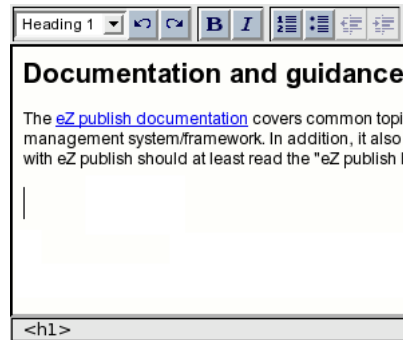 Heading 1 B I
Documentation and guidance
The eZ publish documentation covers common topi
management system/framework. In addition, it also
with eZ publish should at least read the "eZ publish
<h1>